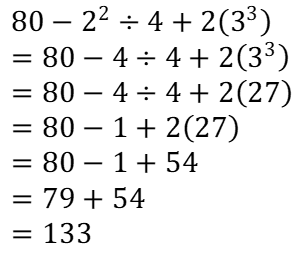 80 − 2² ÷ 4 + 2(3³)
= 80 − 4 ÷ 4 + 2(3³)
= 80 − 4 ÷ 4 + 2(27)
= 80 − 1 + 2(27)
= 80 − 1 + 54
= 79 + 54
= 133